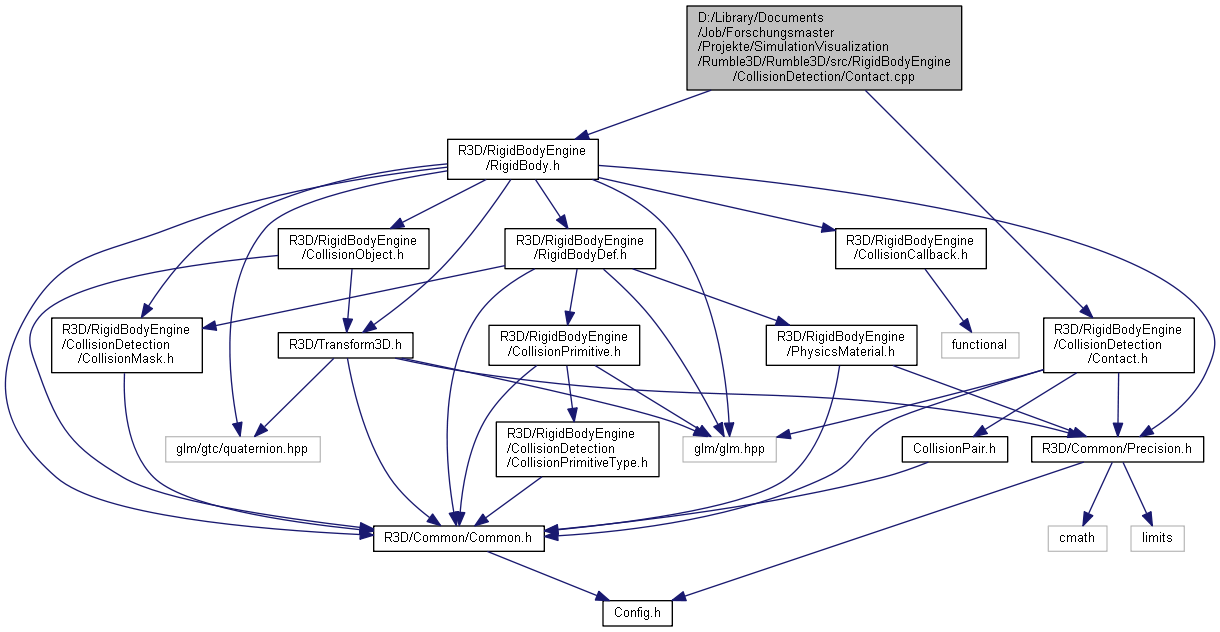 D:/Library/Documents
/Job/Forschungsmaster
/Projekte/SimulationVisualization
/Rumble3D/Rumble3D/src/RigidBodyEngine
/CollisionDetection/Contact.cpp
R3D/RigidBodyEngine
/RigidBody.h
R3D/RigidBodyEngine
/CollisionObject.h
R3D/RigidBodyEngine
/RigidBodyDef.h
R3D/RigidBodyEngine
/CollisionCallback.h
R3D/RigidBodyEngine
/CollisionDetection
/CollisionMask.h
R3D/Transform3D.h
R3D/RigidBodyEngine
/CollisionPrimitive.h
R3D/RigidBodyEngine
/PhysicsMaterial.h
functional
R3D/RigidBodyEngine
/CollisionDetection
/Contact.h
glm/gtc/quaternion.hpp
R3D/RigidBodyEngine
/CollisionDetection
/CollisionPrimitiveType.h
glm/glm.hpp
CollisionPair.h
R3D/Common/Precision.h
R3D/Common/Common.h
cmath
limits
Config.h